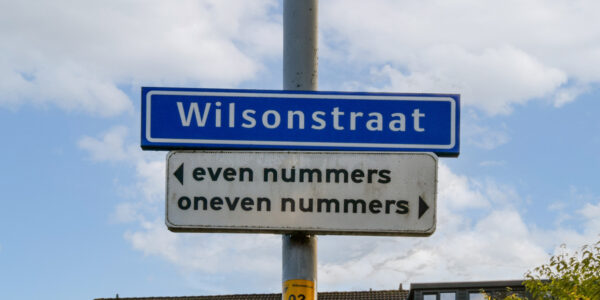 Wilsonstraat
even nummers
oneven nummers